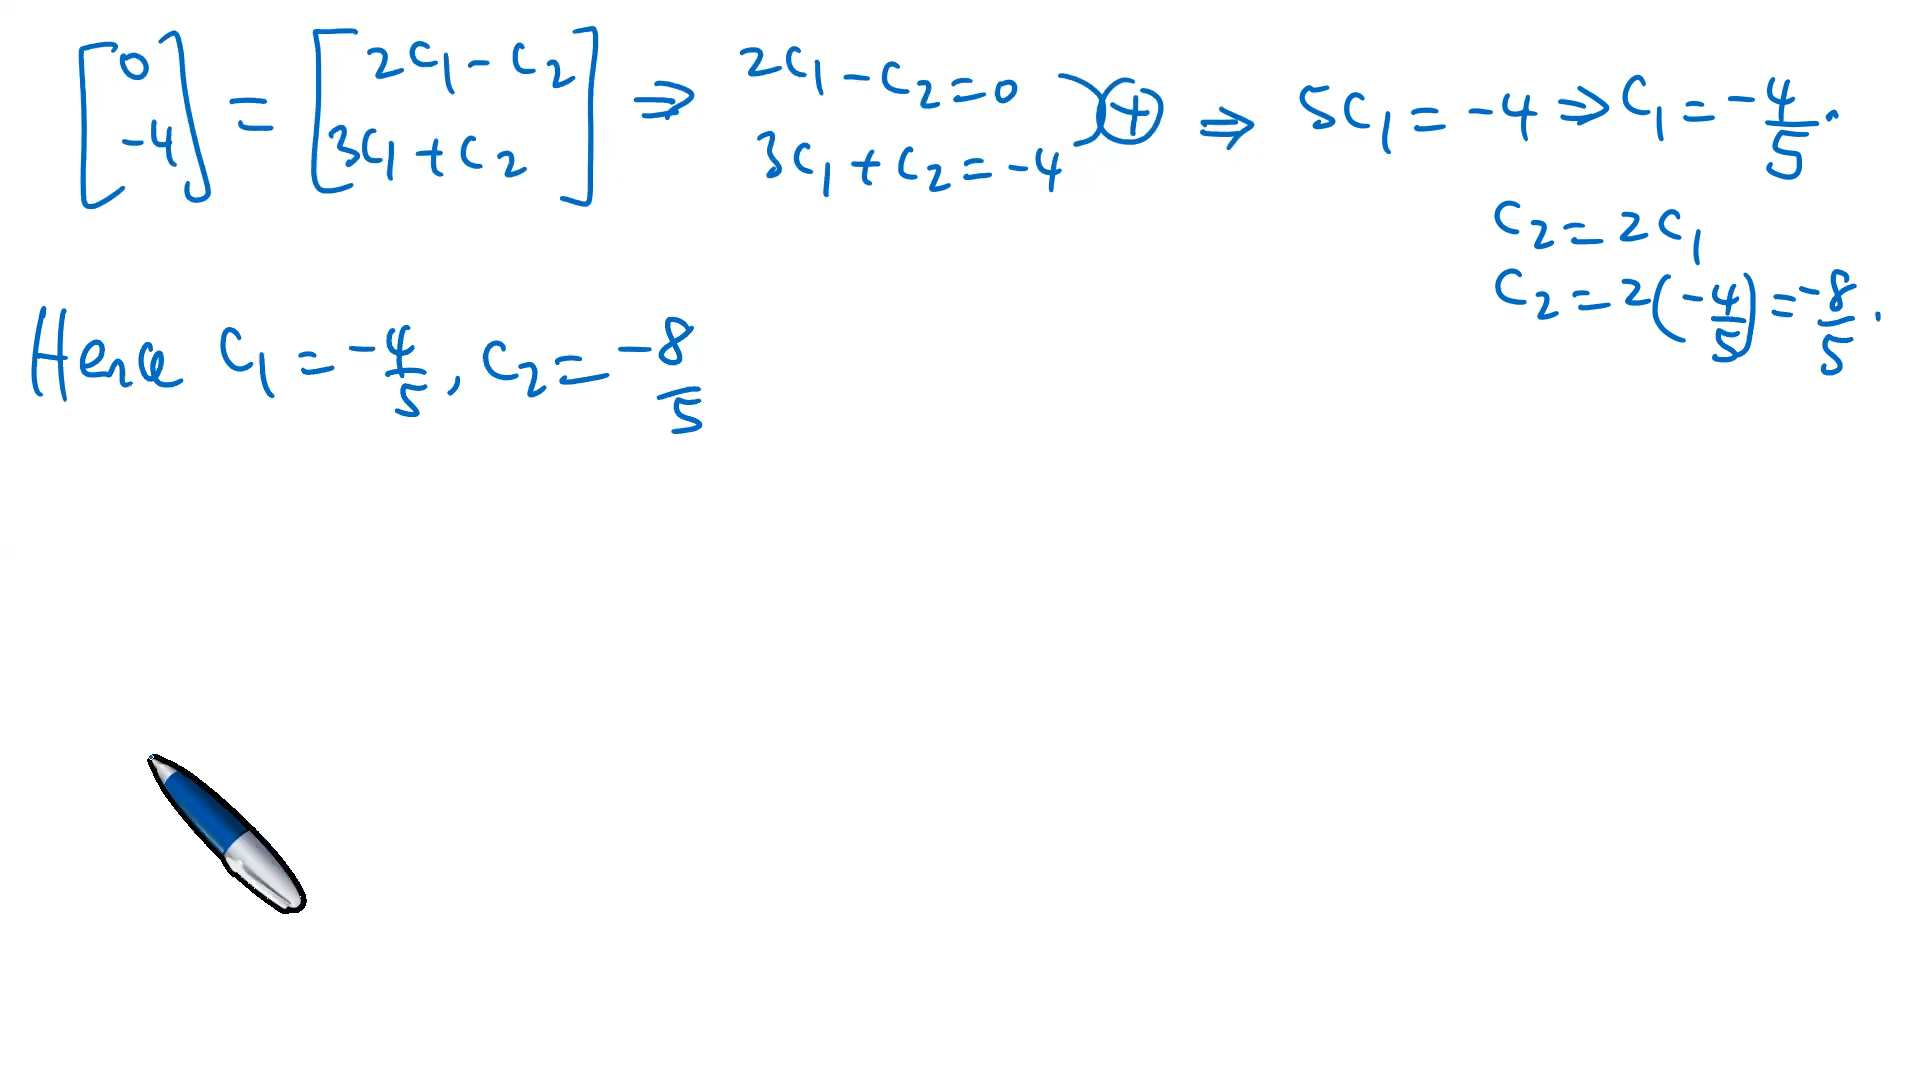 [0 -4] = [2c₁ - c₂ 3c₁ + c₂] ⇒ 2c₁ - c₂ = 0 3c₁ + c₂ = -4 ⊕ ⇒ 5c₁ = -4 ⇒ c₁ = -4/5.
c₂ = 2c₁
c₂ = 2(-4/5) = -8/5.
Hence c₁ = -4/5, c₂ = -8/5